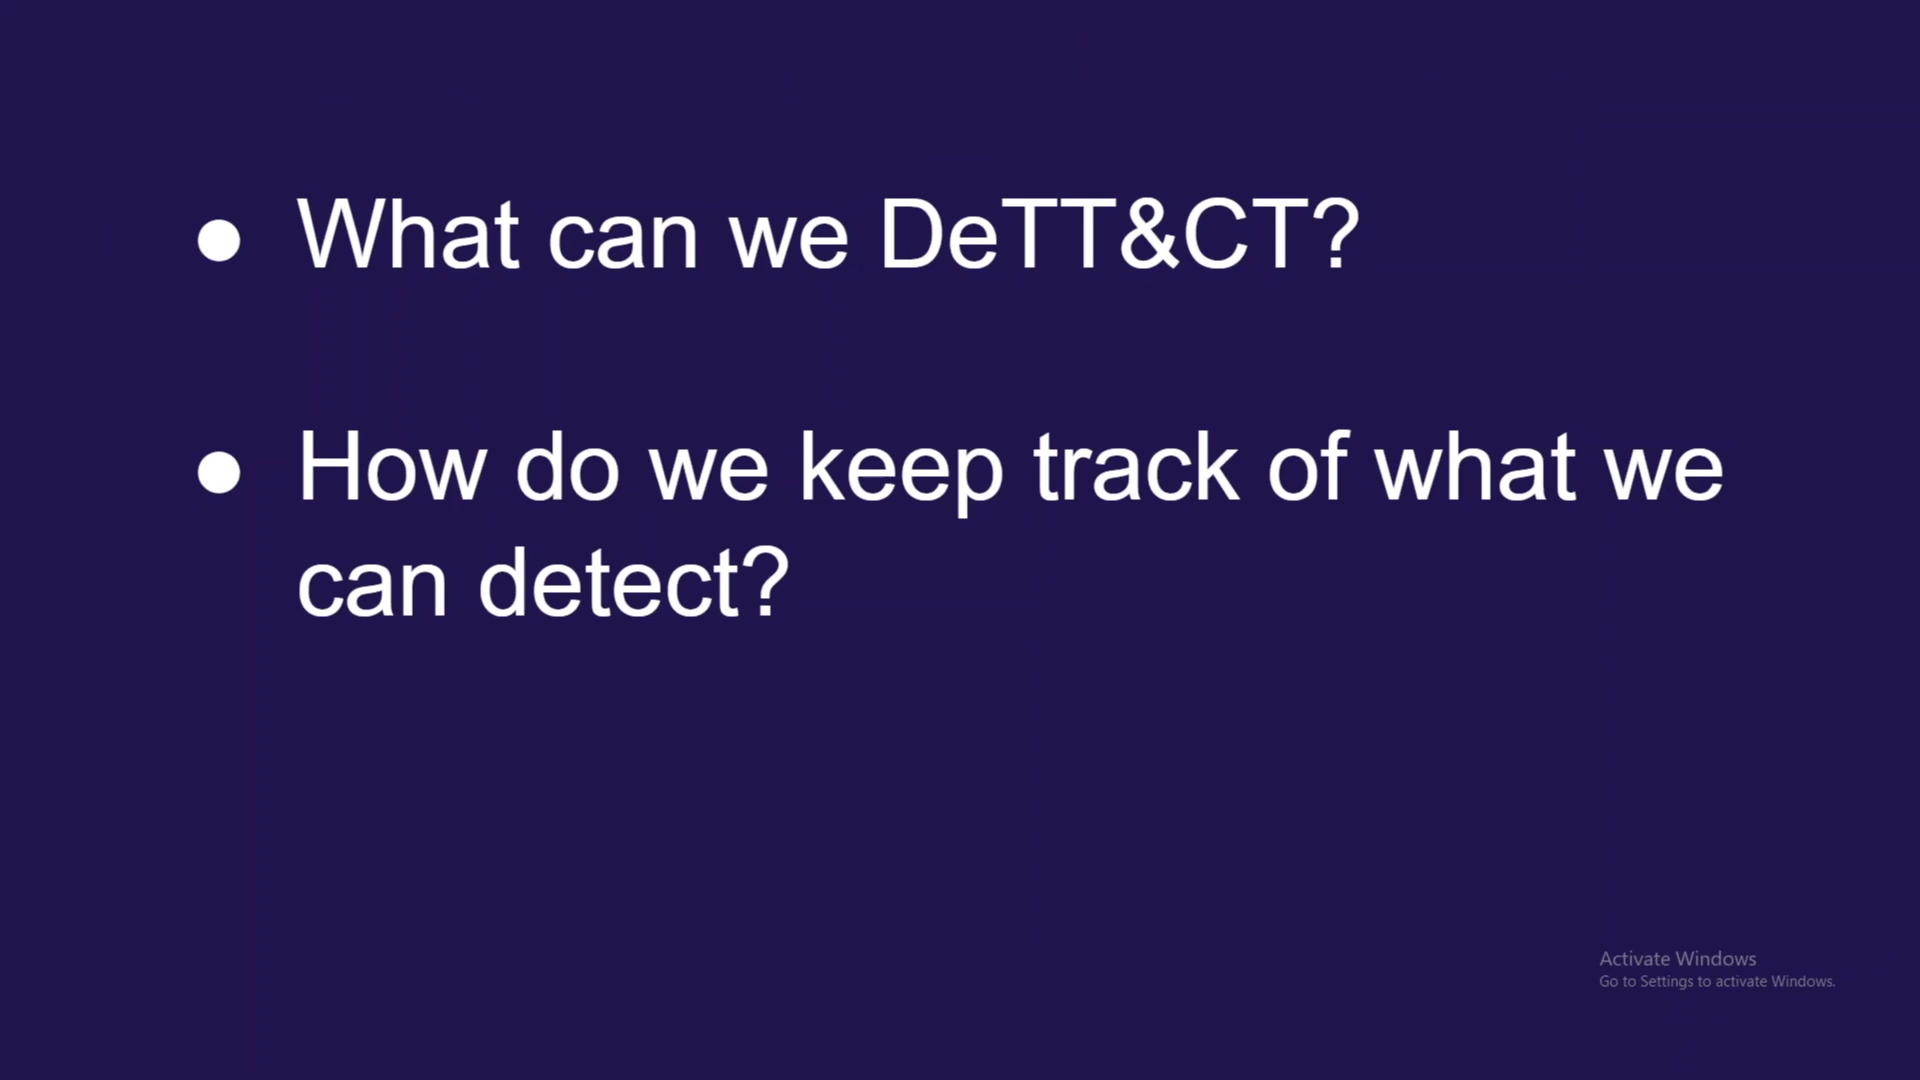 ● What can we DeTT&CT?
● How do we keep track of what we
can detect?
Activate Windows
Go to Settings to activate Windows.